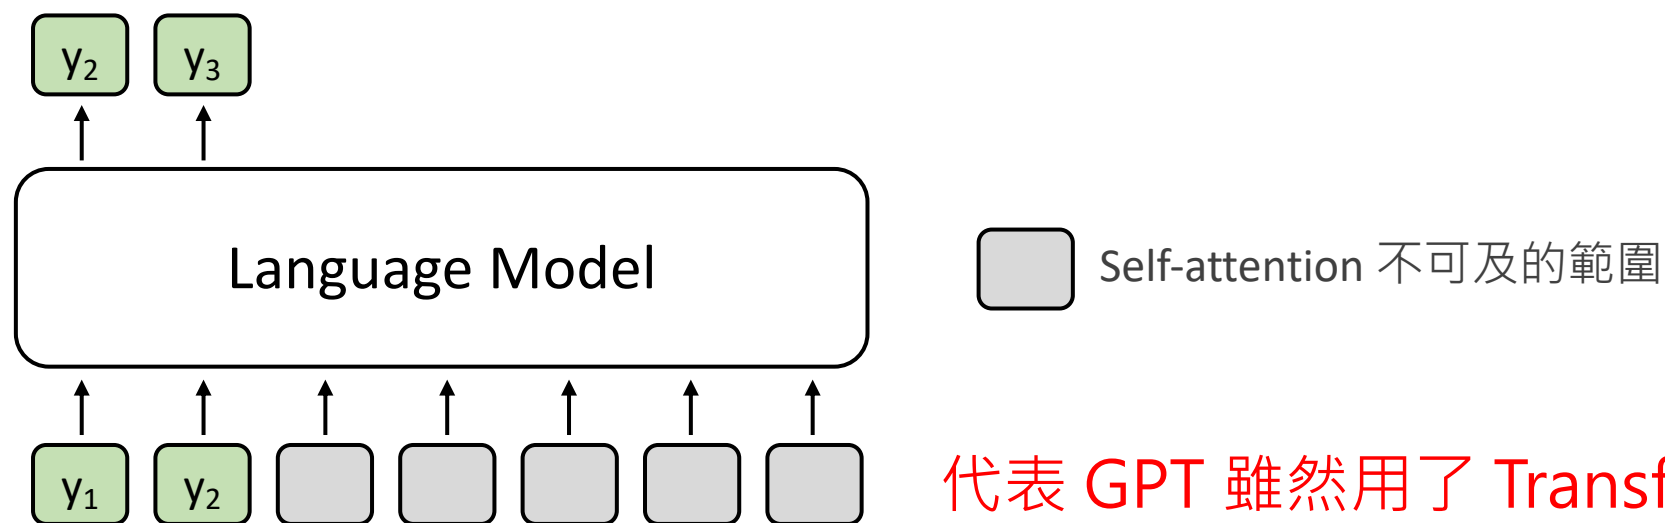 y₂ y₃
Language Model
Self-attention 不可及的範圍
y₁ y₂
代表 GPT 雖然用了 Transf